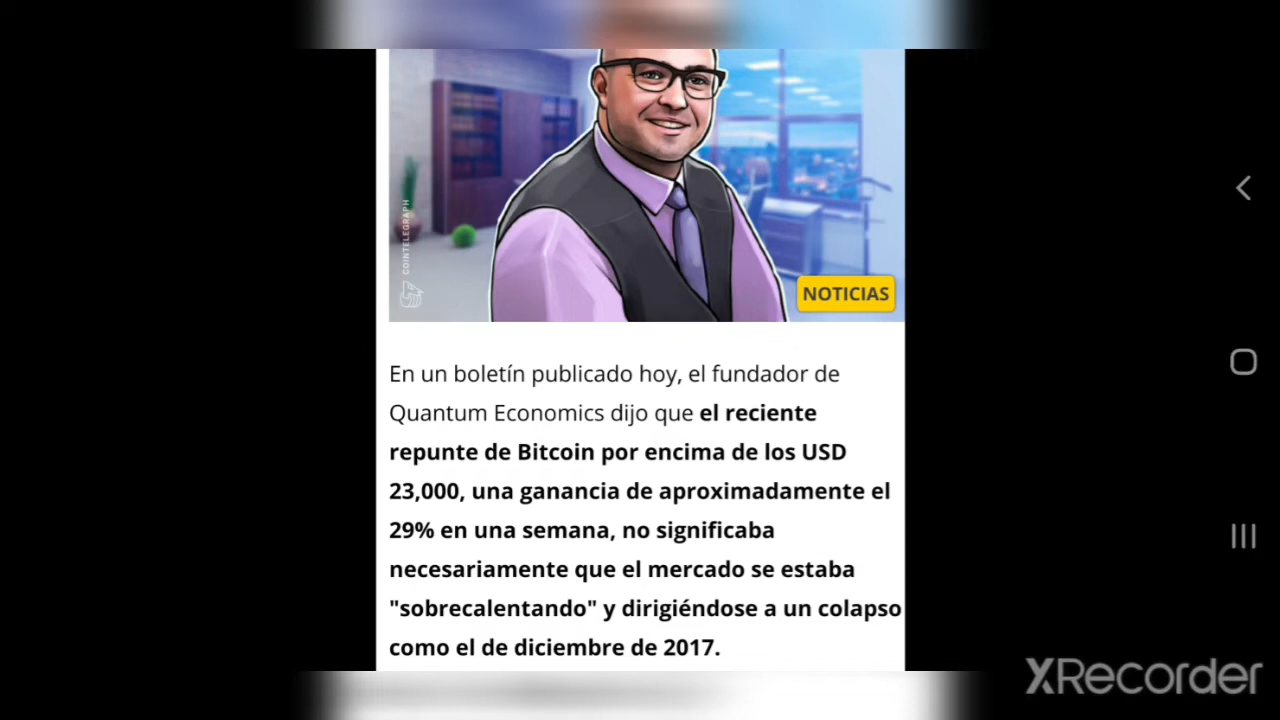 COINTELEGRAPH
NOTICIAS
En un boletín publicado hoy, el fundador de
Quantum Economics dijo que el reciente
repunte de Bitcoin por encima de los USD
23,000, una ganancia de aproximadamente el
29% en una semana, no significaba
necesariamente que el mercado se estaba
"sobrecalentando" y dirigiéndose a un colapso
como el de diciembre de 2017.
XRecorder